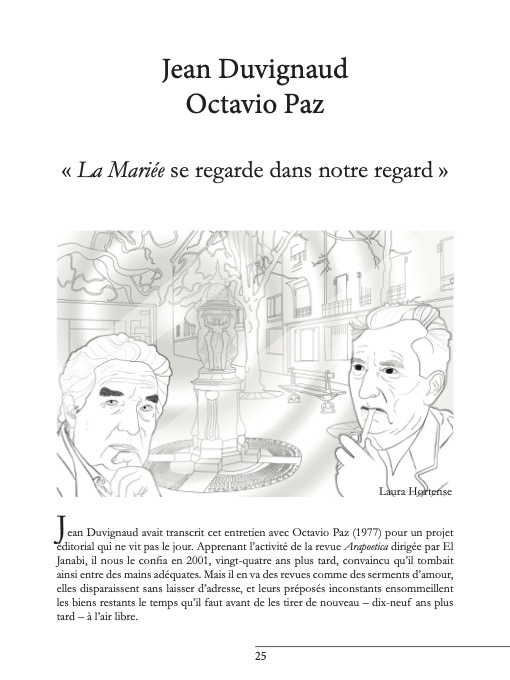 Jean Duvignaud
Octavio Paz
« La Mariée se regarde dans notre regard »
Laura Hortense
Jean Duvignaud avait transcrit cet entretien avec Octavio Paz (1977) pour un projet
éditorial qui ne vit pas le jour. Apprenant l’activité de la revue Arapoetica dirigée par El
Janabi, il nous le confia en 2001, vingt-quatre ans plus tard, convaincu qu’il tombait
ainsi entre des mains adéquates. Mais il en va des revues comme des serments d’amour,
elles disparaissent sans laisser d’adresse, et leurs préposés inconstants ensommeillent
les biens restants le temps qu’il faut avant de les tirer de nouveau – dix-neuf ans plus
tard – à l’air libre.
25